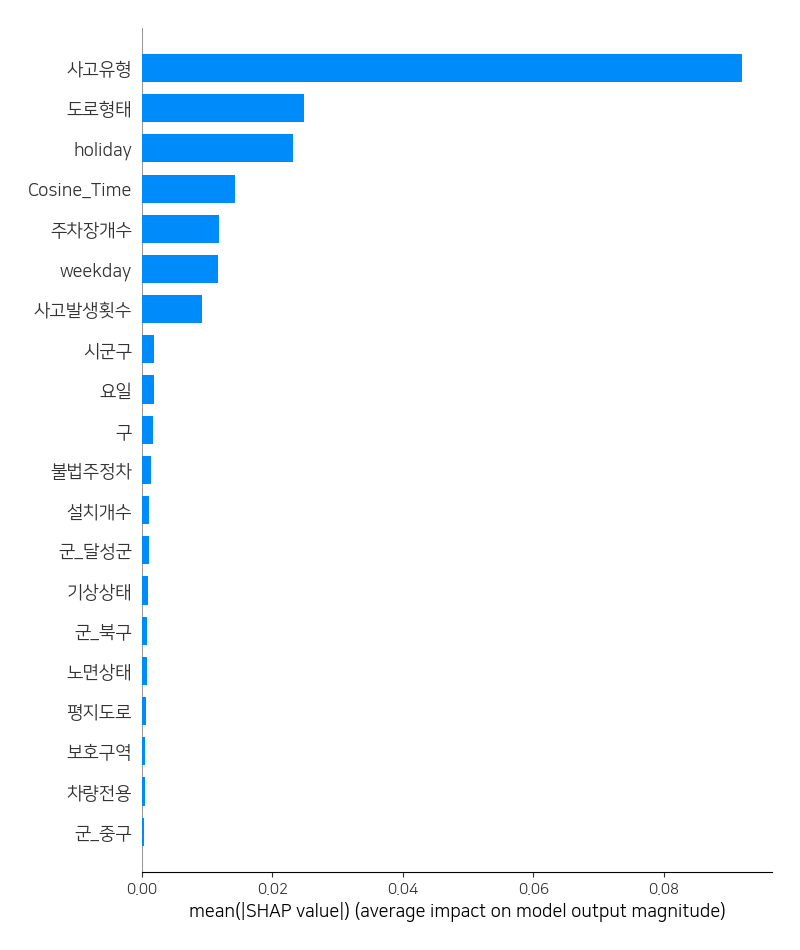 사고유형
도로형태
holiday
Cosine_Time
주차장개수
weekday
사고발생횟수
시군구
요일
구
불법주정차
설치개수
군_달성군
기상상태
군_북구
노면상태
평지도로
보호구역
차량전용
군_중구
0.00 0.02 0.04 0.06 0.08
mean(|SHAP value|) (average impact on model output magnitude)